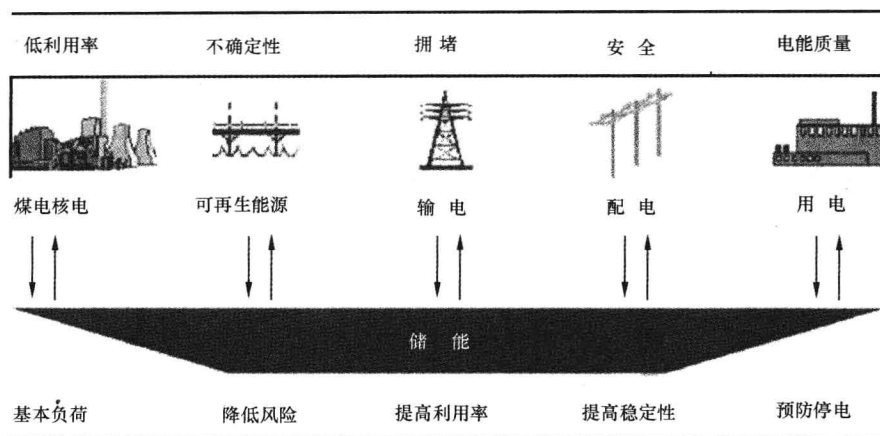 低利用率 不确定性 拥堵 安全 电能质量
煤电核电 可再生能源 输电 配电 用电
储能
基本负荷 降低风险 提高利用率 提高稳定性 预防停电